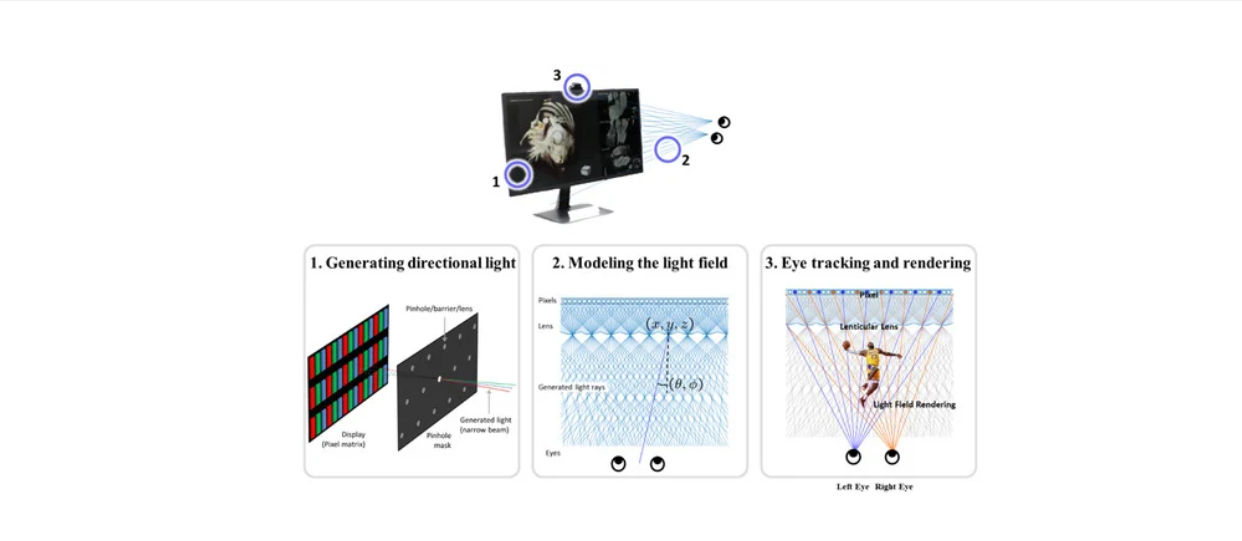 3
2
1
1. Generating directional light
2. Modeling the light field
3. Eye tracking and rendering
Pinhole/barrier/lens
Display
(Pixel matrix)
Pinhole
mask
Generated light
(narrow beam)
Pixels
Lens
(x, y, z)
Generated light rays
(θ, ϕ)
Eyes
Pixel
Lenticular Lens
Light Field Rendering
Left Eye Right Eye